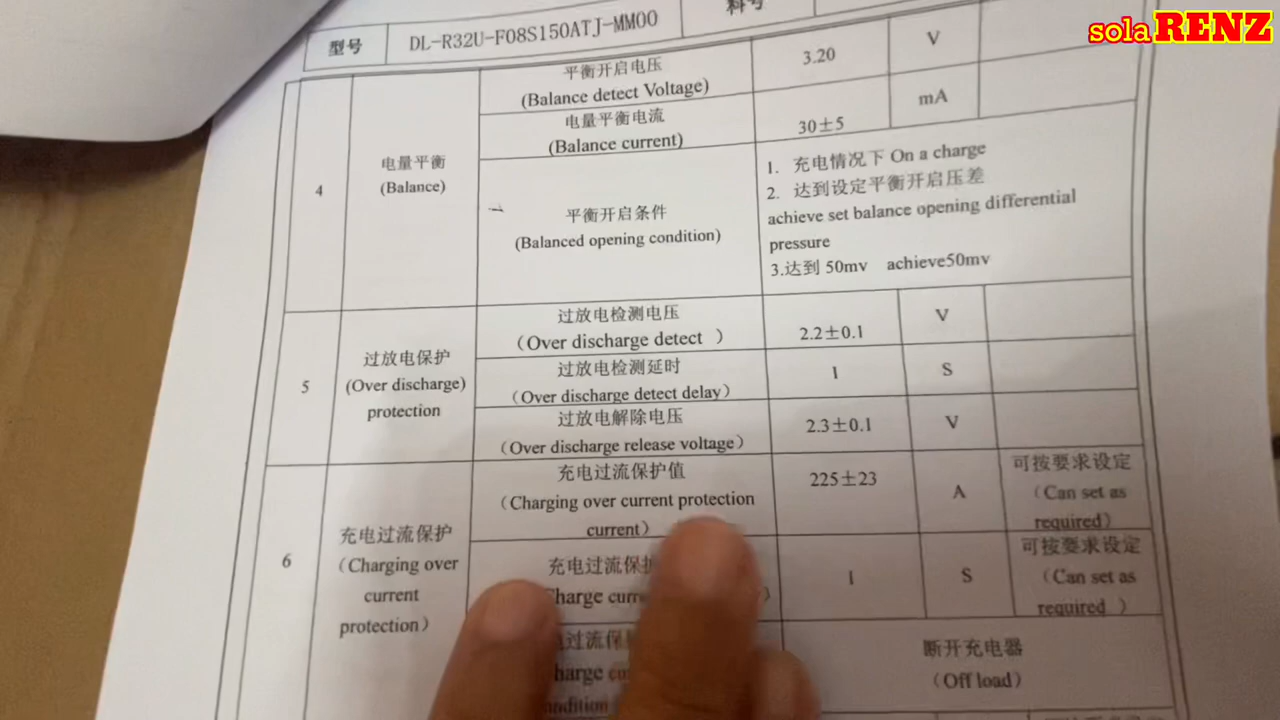 solaRENZ
型号 DL-R32U-F08S150ATJ-MM00 料号
4 电量平衡 (Balance)
平衡开启电压 (Balance detect Voltage) 3.20 V
电量平衡电流 (Balance current) 30±5 mA
平衡开启条件 (Balanced opening condition)
1. 充电情况下 On a charge
2. 达到设定平衡开启压差
achieve set balance opening differential
pressure
3.达到 50mv achieve50mv
5 过放电保护 (Over discharge) protection
过放电检测电压 (Over discharge detect ) 2.2±0.1 V
过放电检测延时 (Over discharge detect delay) 1 S
过放电解除电压 (Over discharge release voltage) 2.3±0.1 V
6 充电过流保护 (Charging over current protection)
充电过流保护值 (Charging over current protection current) 225±23 A 可按要求设定 (Can set as required)
充电过流保护 1 S 可按要求设定 (Can set as required )
断开充电器 (Off load)